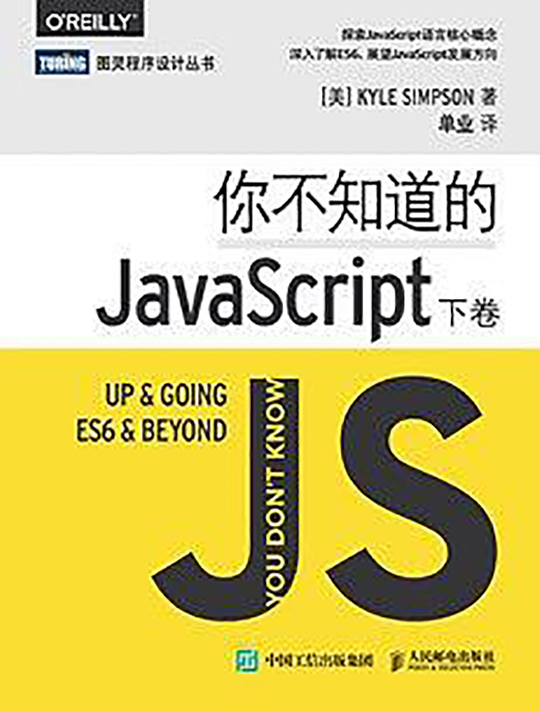 O'REILLY®
TURING 图灵程序设计丛书
探索JavaScript语言核心概念
深入了解ES6、展望JavaScript发展方向
[美] KYLE SIMPSON 著
单业 译
你不知道的
JavaScript 下卷
UP & GOING
ES6 & BEYOND
YOU DON'T KNOW
JS
中国工信出版集团
人民邮电出版社
POSTS & TELECOM PRESS